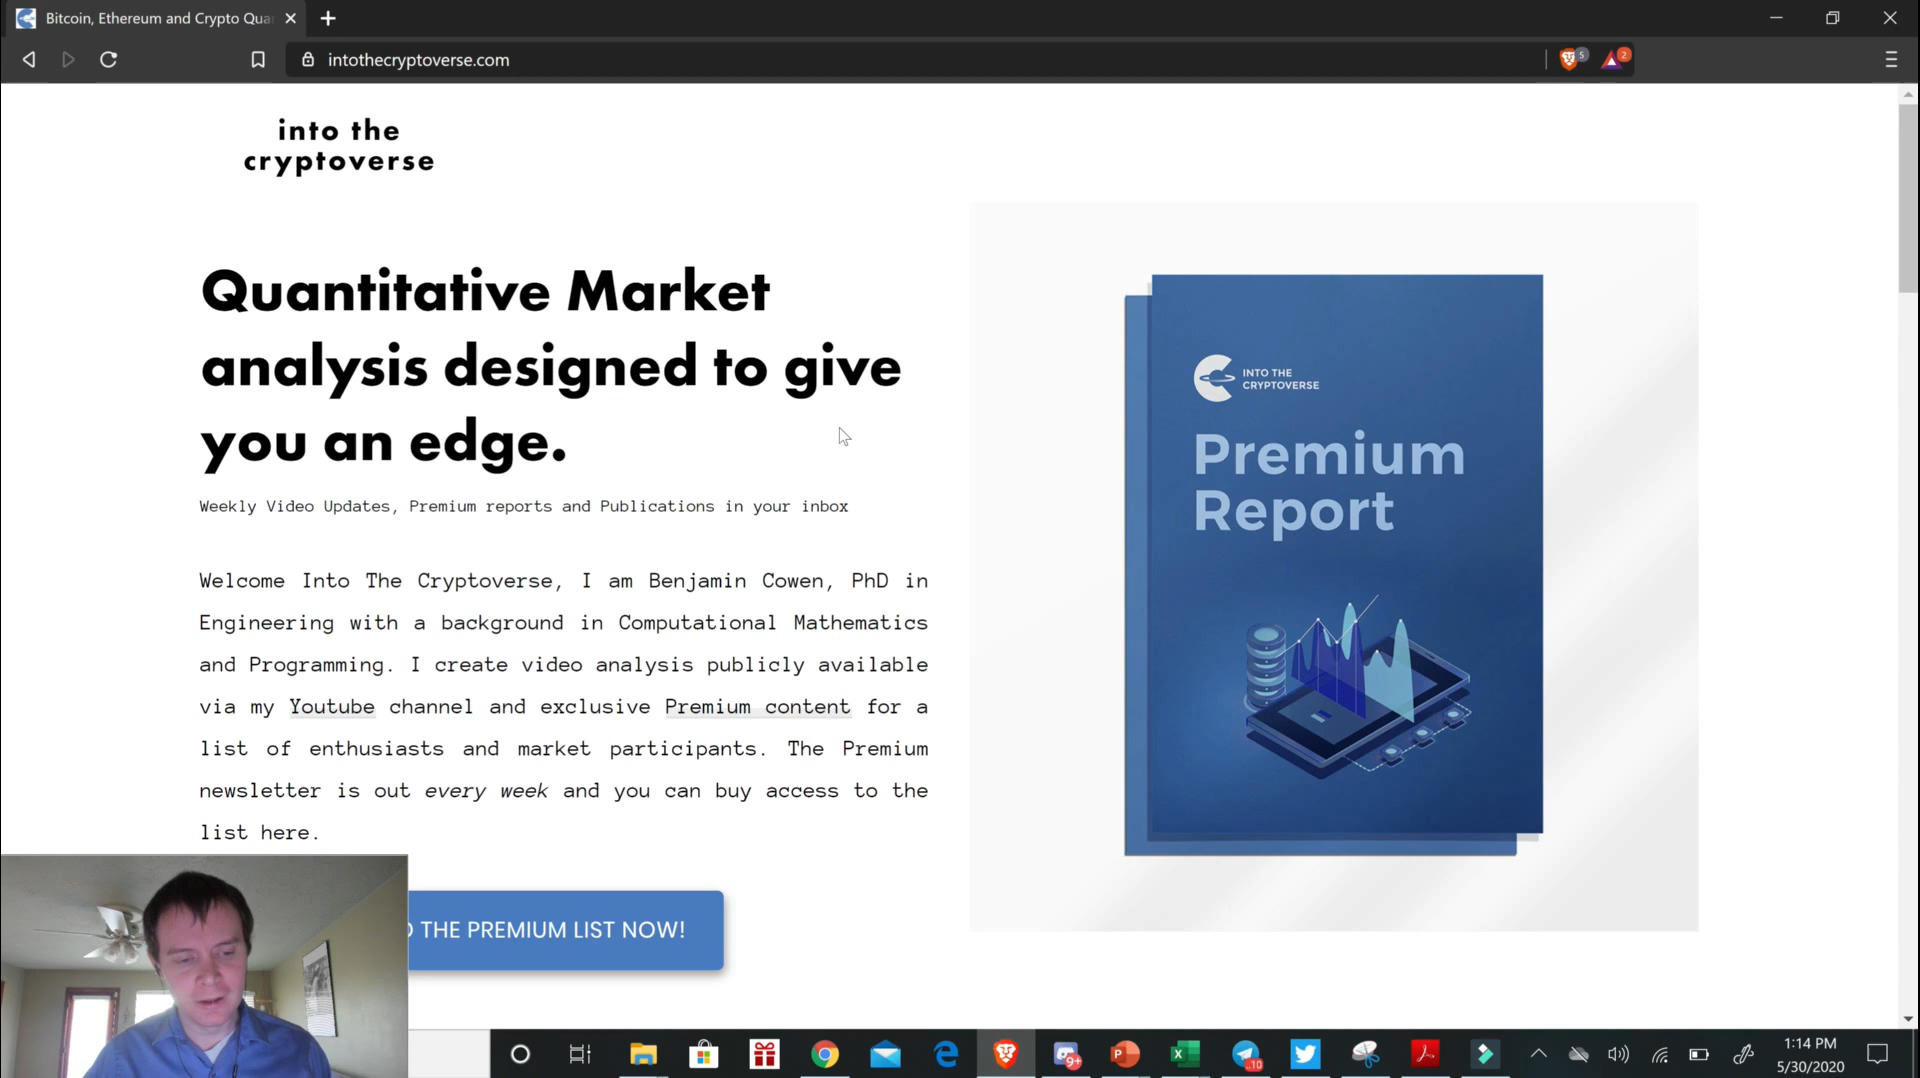 Bitcoin, Ethereum and Crypto Qua
intothecryptoverse.com
5
2
into the
cryptoverse
Quantitative Market
analysis designed to give
you an edge.
Weekly Video Updates, Premium reports and Publications in your inbox
Welcome Into The Cryptoverse, I am Benjamin Cowen, PhD in
Engineering with a background in Computational Mathematics
and Programming. I create video analysis publicly available
via my Youtube channel and exclusive Premium content for a
list of enthusiasts and market participants. The Premium
newsletter is out every week and you can buy access to the
list here.
THE PREMIUM LIST NOW!
INTO THE
CRYPTOVERSE
Premium
Report
9+
10
1:14 PM
5/30/2020